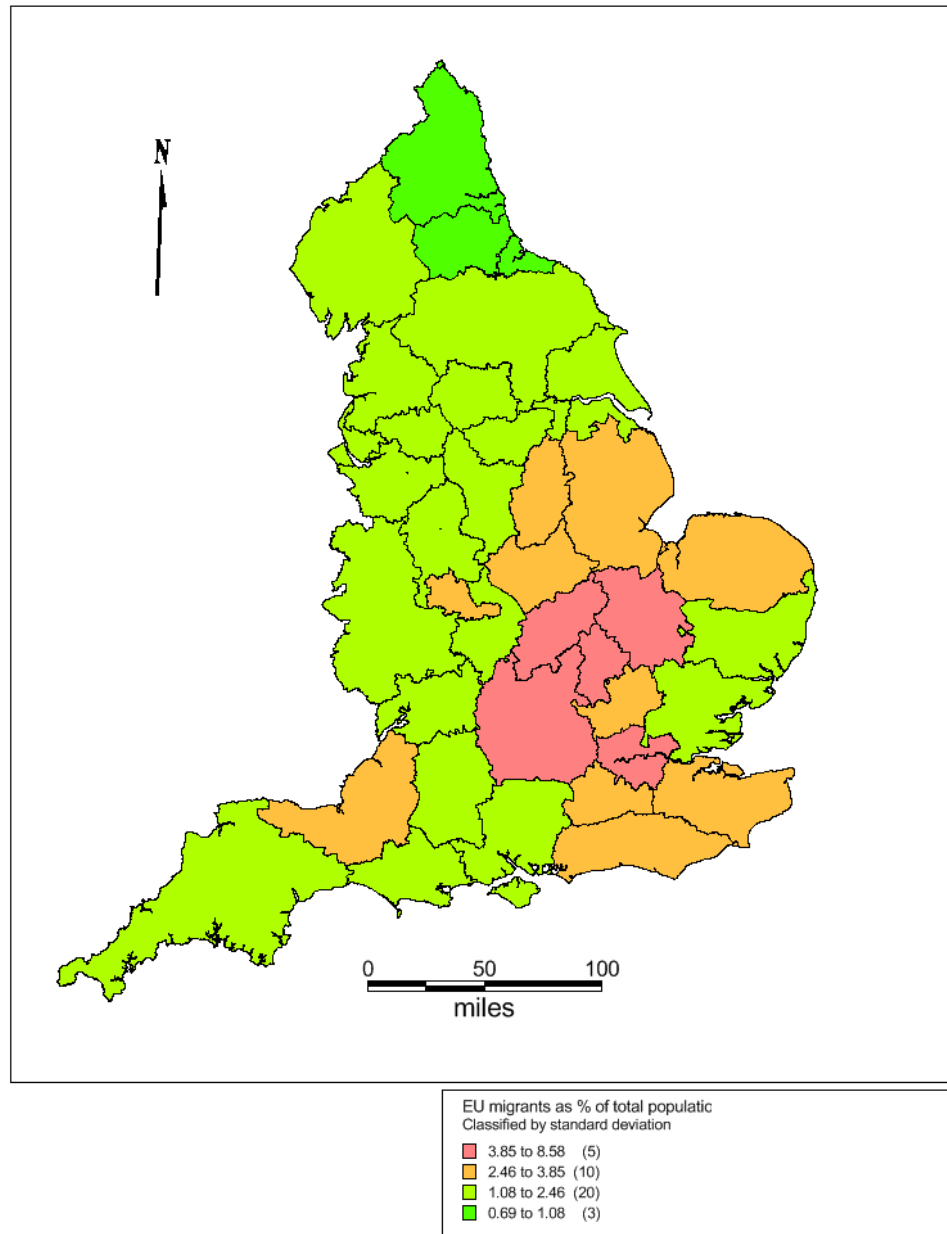 N
0 50 100
miles
EU migrants as % of total populatic
Classified by standard deviation
3.85 to 8.58 (5)
2.46 to 3.85 (10)
1.08 to 2.46 (20)
0.69 to 1.08 (3)